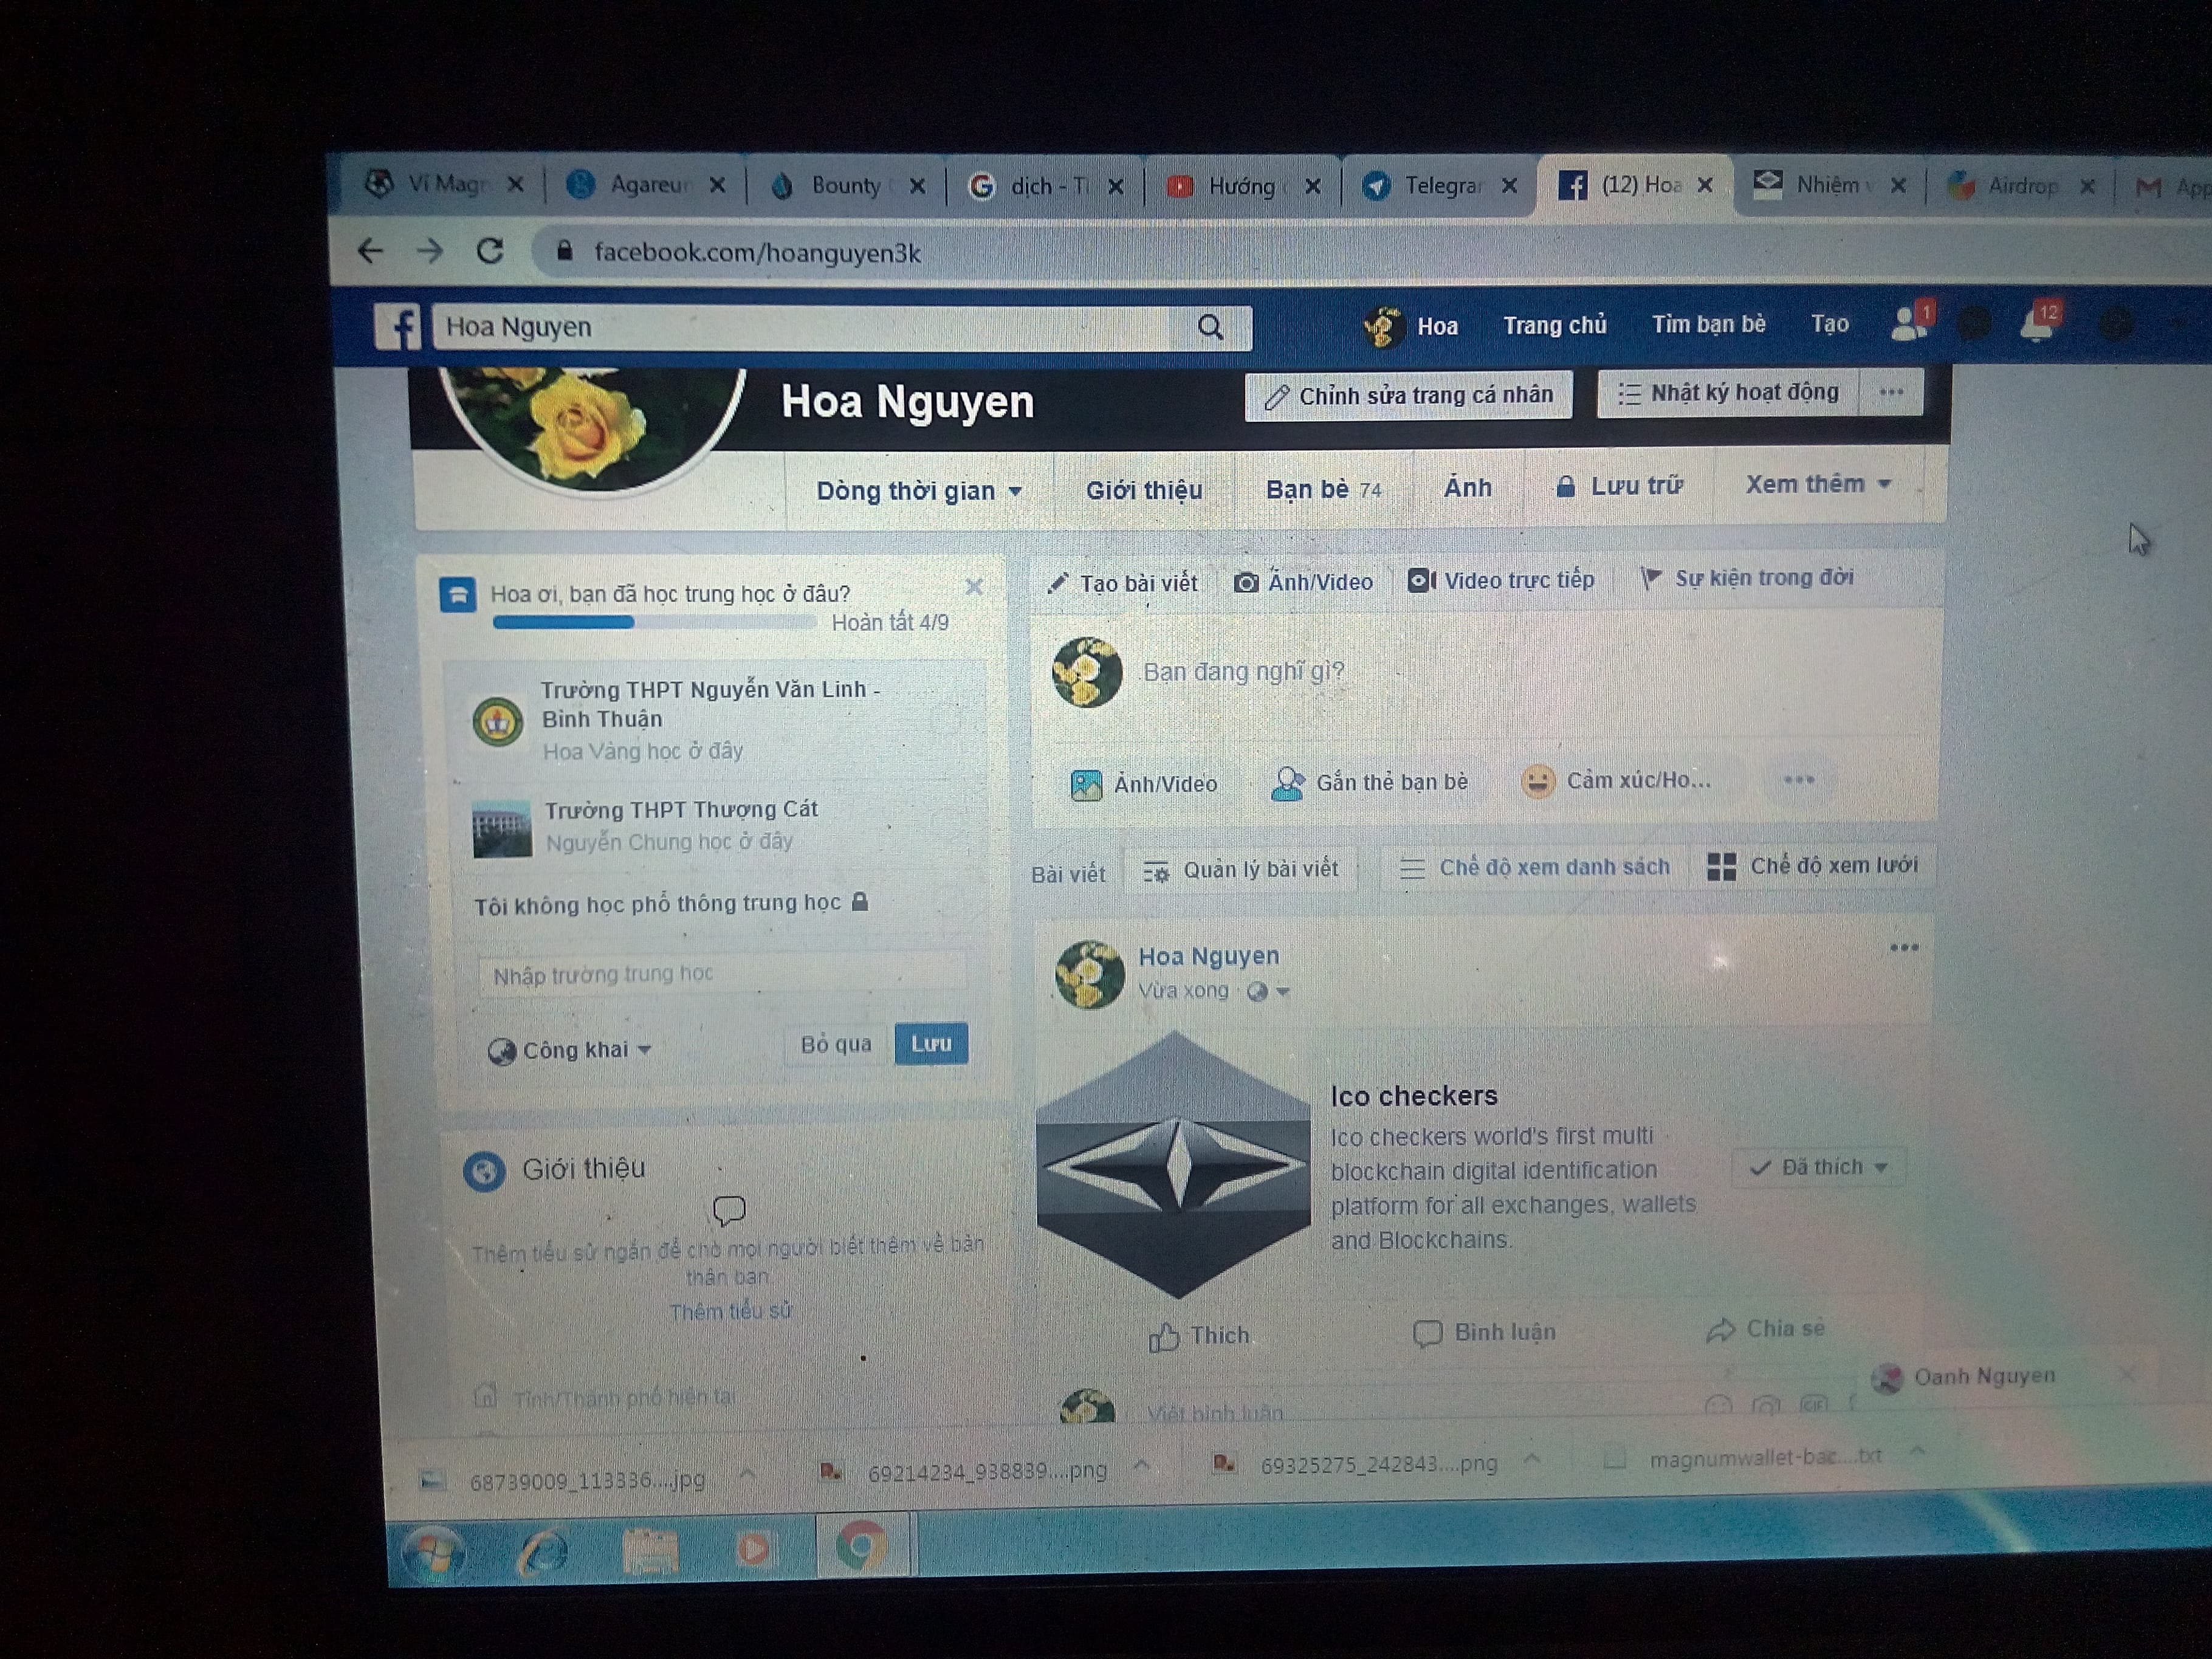 Ví Magn
Agareun
Bounty
dịch - Tì
Hướng
Telegrar
(12) Hoa
Nhiệm v
Airdrop
App
facebook.com/hoanguyen3k
Hoa Nguyen
Hoa
Trang chủ
Tìm bạn bè
Tạo
1
12
Hoa Nguyen
Chỉnh sửa trang cá nhân
Nhật ký hoạt động
Dòng thời gian
Giới thiệu
Bạn bè 74
Ảnh
Lưu trữ
Xem thêm
Hoa ơi, bạn đã học trung học ở đâu?
Hoàn tất 4/9
Trường THPT Nguyễn Văn Linh -
Bình Thuận
Hoa Vàng học ở đây
Trường THPT Thượng Cát
Nguyễn Chung học ở đây
Tôi không học phổ thông trung học
Nhập trường trung học
Công khai
Bỏ qua
Lưu
Giới thiệu
Thêm tiểu sử ngắn để cho mọi người biết thêm về bản
thân bạn
Thêm tiểu sử
Tỉnh/Thành phố hiện tại
Tạo bài viết
Ảnh/Video
Video trực tiếp
Sự kiện trong đời
Bạn đang nghĩ gì?
Ảnh/Video
Gắn thẻ bạn bè
Cảm xúc/Ho...
Bài viết
Quản lý bài viết
Chế độ xem danh sách
Chế độ xem lưới
Hoa Nguyen
Vừa xong
Ico checkers
Ico checkers world's first multi
blockchain digital identification
platform for all exchanges, wallets
and Blockchains.
Đã thích
Thích
Bình luận
Chia sẻ
Viết bình luận
Oanh Nguyen
68739009_113336....jpg
69214234_938839....png
69325275_242843....png
magnumwallet-bac....txt